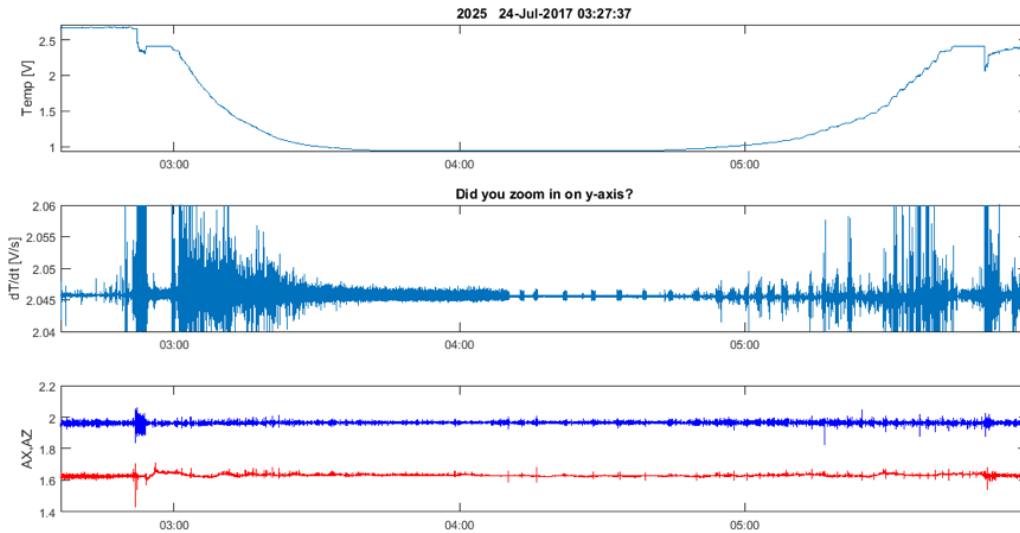 2025 24-Jul-2017 03:27:37
Temp [V]
2.5
2
1.5
1
03:00 04:00 05:00
Did you zoom in on y-axis?
dT/dt [V/s]
2.06
2.055
2.05
2.045
2.04
03:00 04:00 05:00
AX,AZ
2.2
2
1.8
1.6
1.4
03:00 04:00 05:00